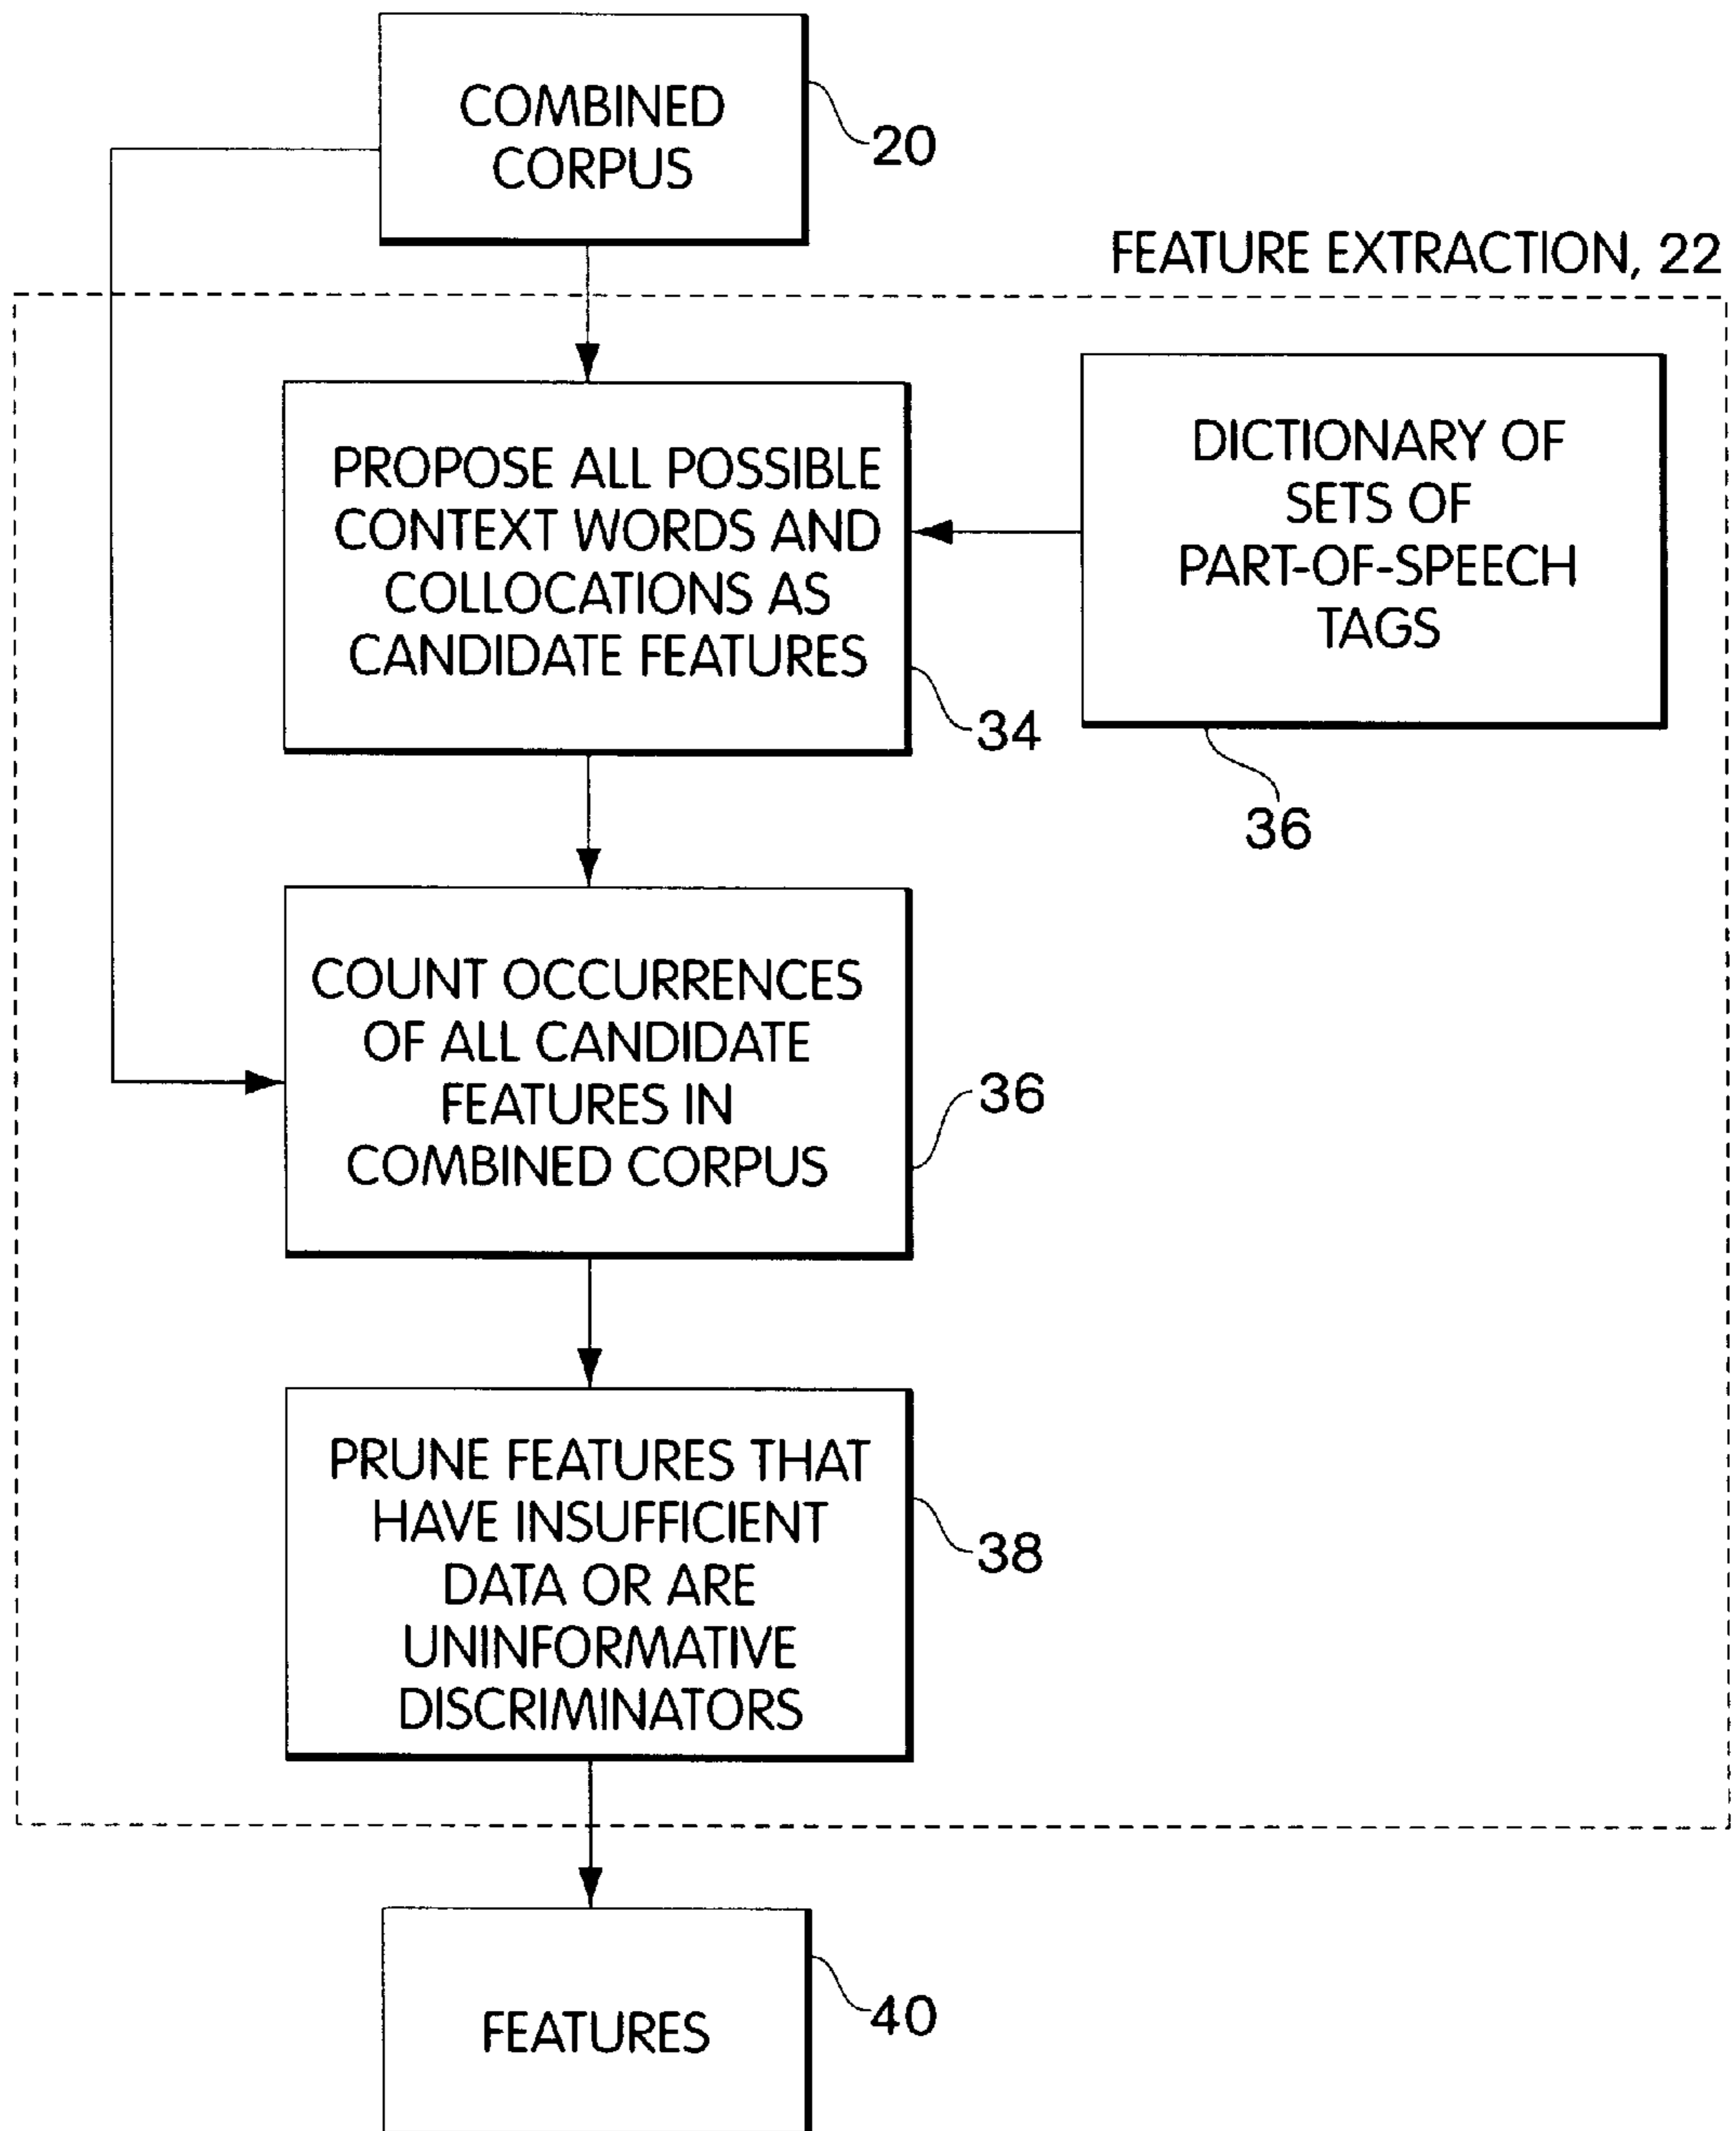 COMBINED
CORPUS
20
FEATURE EXTRACTION, 22
PROPOSE ALL POSSIBLE
CONTEXT WORDS AND
COLLOCATIONS AS
CANDIDATE FEATURES
34
DICTIONARY OF
SETS OF
PART-OF-SPEECH
TAGS
36
COUNT OCCURRENCES
OF ALL CANDIDATE
FEATURES IN
COMBINED CORPUS
36
PRUNE FEATURES THAT
HAVE INSUFFICIENT
DATA OR ARE
UNINFORMATIVE
DISCRIMINATORS
38
FEATURES
40